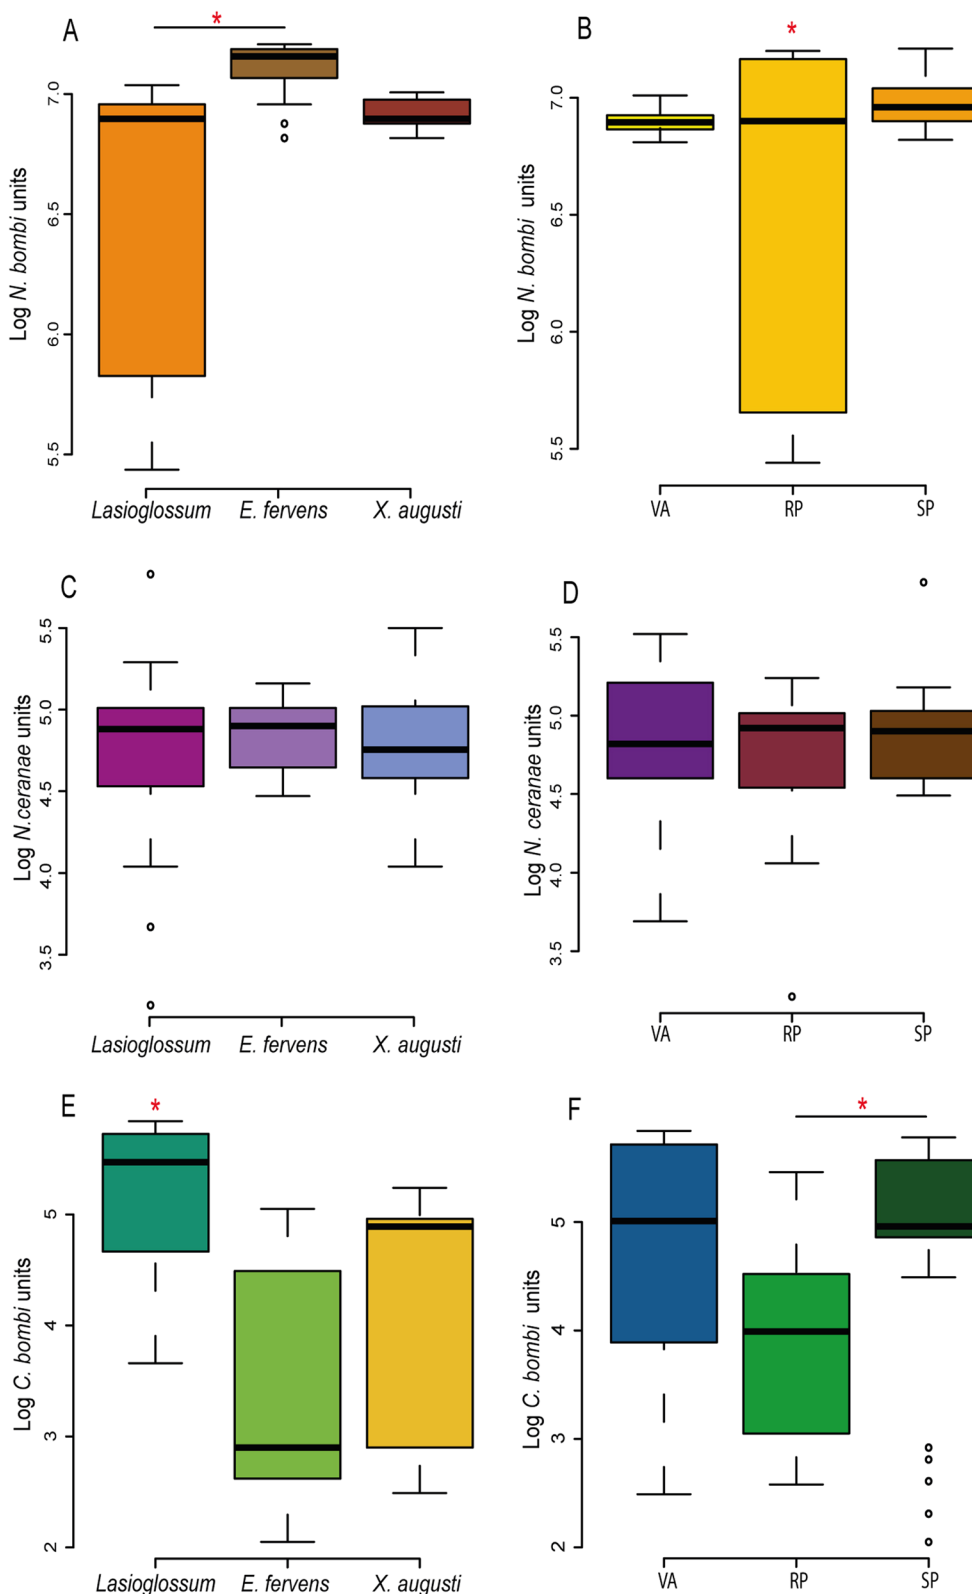 A
*
Log N. bombi units
7.0
6.5
6.0
5.5
Lasioglossum E. fervens X. augusti
B
*
Log N. bombi units
7.0
6.5
6.0
5.5
VA RP SP
C
Log N.ceranae units
5.5
5.0
4.5
4.0
3.5
Lasioglossum E. fervens X. augusti
D
Log N. ceranae units
5.5
5.0
4.5
4.0
3.5
VA RP SP
E
*
Log C. bombi units
5
4
3
2
Lasioglossum E. fervens X. augusti
F
*
Log C. bombi units
5
4
3
2
VA RP SP